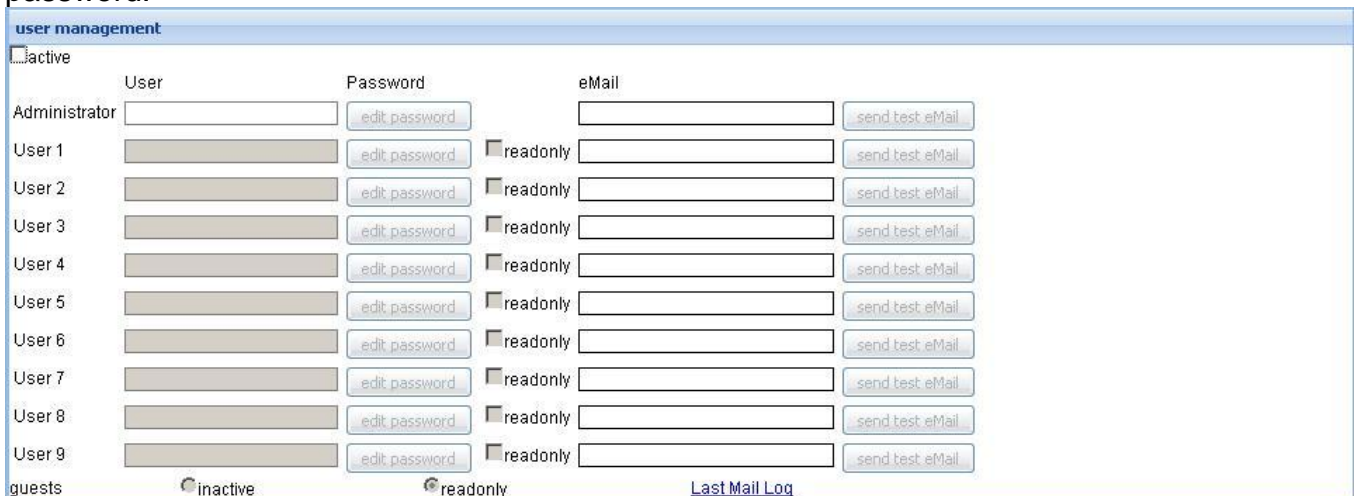 password.
user management
active
User Password eMail
Administrator edit password send test eMail
User 1 edit password readonly send test eMail
User 2 edit password readonly send test eMail
User 3 edit password readonly send test eMail
User 4 edit password readonly send test eMail
User 5 edit password readonly send test eMail
User 6 edit password readonly send test eMail
User 7 edit password readonly send test eMail
User 8 edit password readonly send test eMail
User 9 edit password readonly send test eMail
guests inactive readonly Last Mail Log